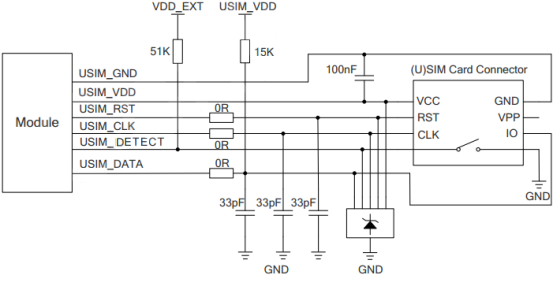 VDD_EXT USIM_VDD
51K 15K
100nF (U)SIM Card Connector
USIM_GND
USIM_VDD
USIM_RST 0R
USIM_CLK
USIM_DETECT 0R
USIM_DATA 0R
Module
VCC GND
RST VPP
CLK IO
GND
33pF 33pF 33pF
GND GND